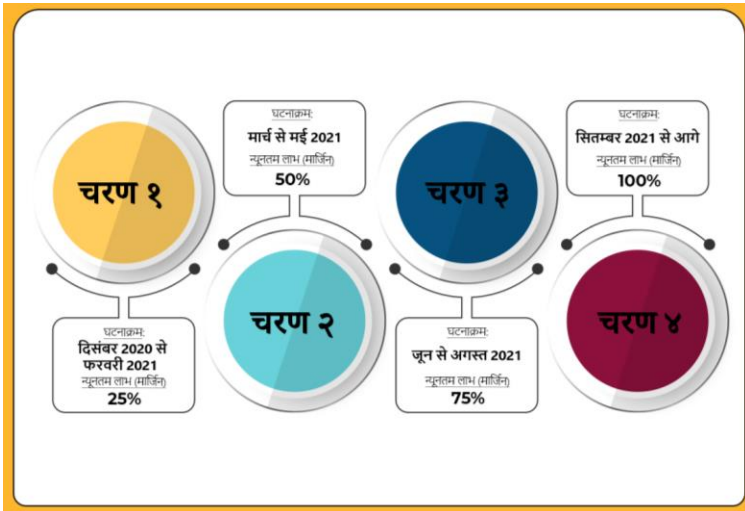 चरण १
घटनाक्रम:
दिसंबर 2020 से
फरवरी 2021
न्यूनतम लाभ (मार्जिन)
25%
घटनाक्रम:
मार्च से मई 2021
न्यूनतम लाभ (मार्जिन)
50%
चरण २
चरण ३
घटनाक्रम:
जून से अगस्त 2021
न्यूनतम लाभ (मार्जिन)
75%
घटनाक्रम:
सितम्बर 2021 से आगे
न्यूनतम लाभ (मार्जिन)
100%
चरण ४